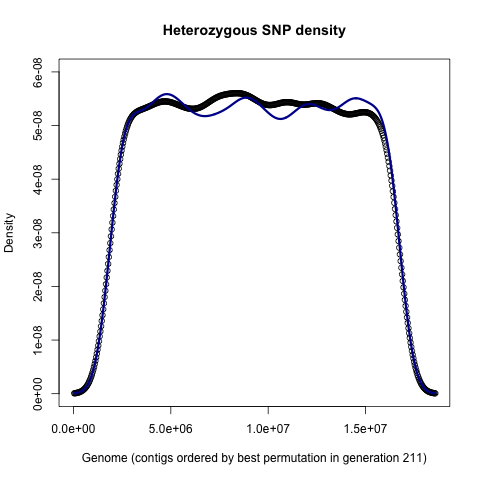 Heterozygous SNP density
Density
6e-08
5e-08
4e-08
3e-08
2e-08
1e-08
0e+00
0.0e+00 5.0e+06 1.0e+07 1.5e+07
Genome (contigs ordered by best permutation in generation 211)